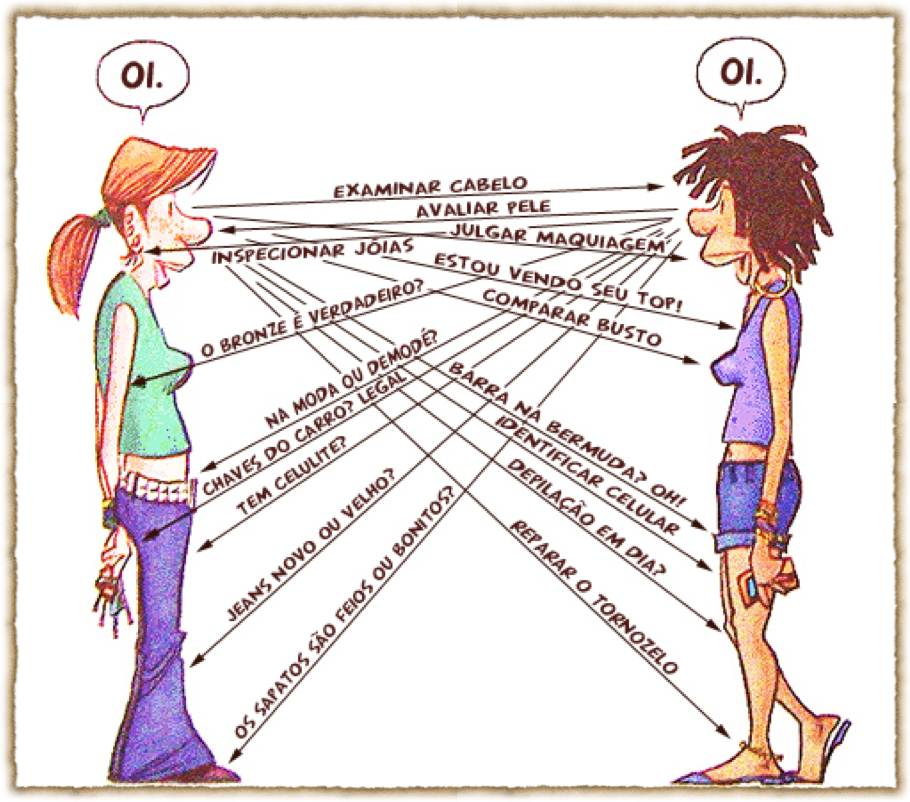 OI.
OI.
EXAMINAR CABELO
AVALIAR PELE
JULGAR MAQUIAGEM
INSPECIONAR JÓIAS
ESTOU VENDO SEU TOP!
COMPARAR BUSTO
O BRONZE É VERDADEIRO?
NA MODA OU DEMODÉ?
CHAVES DO CARRO? LEGAL
TEM CELULITE?
JEANS NOVO OU VELHO?
OS SAPATOS SÃO FEIOS OU BONITOS?
BARRA NA BERMUDA? OH!
IDENTIFICAR CELULAR
DEPILAÇÃO EM DIA?
REPARAR O TORNOZELO